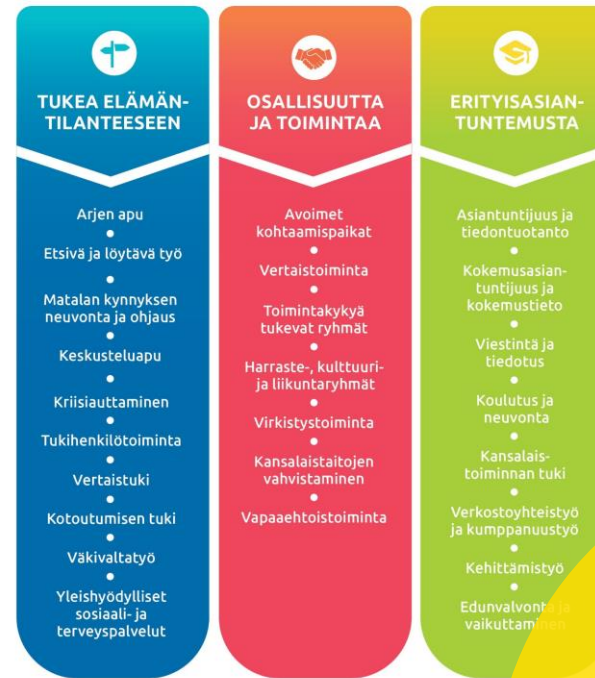 TUKEA ELÄMÄN-
TILANTEESEEN
Arjen apu
Etsivä ja löytävä työ
Matalan kynnyksen
neuvonta ja ohjaus
Keskusteluapu
Kriisiauttaminen
Tukihenkilötoiminta
Vertaistuki
Kotoutumisen tuki
Väkivaltatyö
Yleishyödylliset
sosiaali- ja
terveyspalvelut
OSALLISUUTTA
JA TOIMINTAA
Avoimet
kohtaamispaikat
Vertaistoiminta
Toimintakykyä
tukevat ryhmät
Harraste-, kulttuuri-
ja liikuntaryhmät
Virkistystoiminta
Kansalaistaitojen
vahvistaminen
Vapaaehtoistoiminta
ERITYISASIAN-
TUNTEMUSTA
Asiantuntijuus ja
tiedontuotanto
Kokemusasian-
tuntijuus ja
kokemustieto
Viestintä ja
tiedotus
Koulutus ja
neuvonta
Kansalais-
toiminnan tuki
Verkostoyhteistyö
ja kumppanuustyö
Kehittämistyö
Edunvalvonta ja
vaikuttaminen